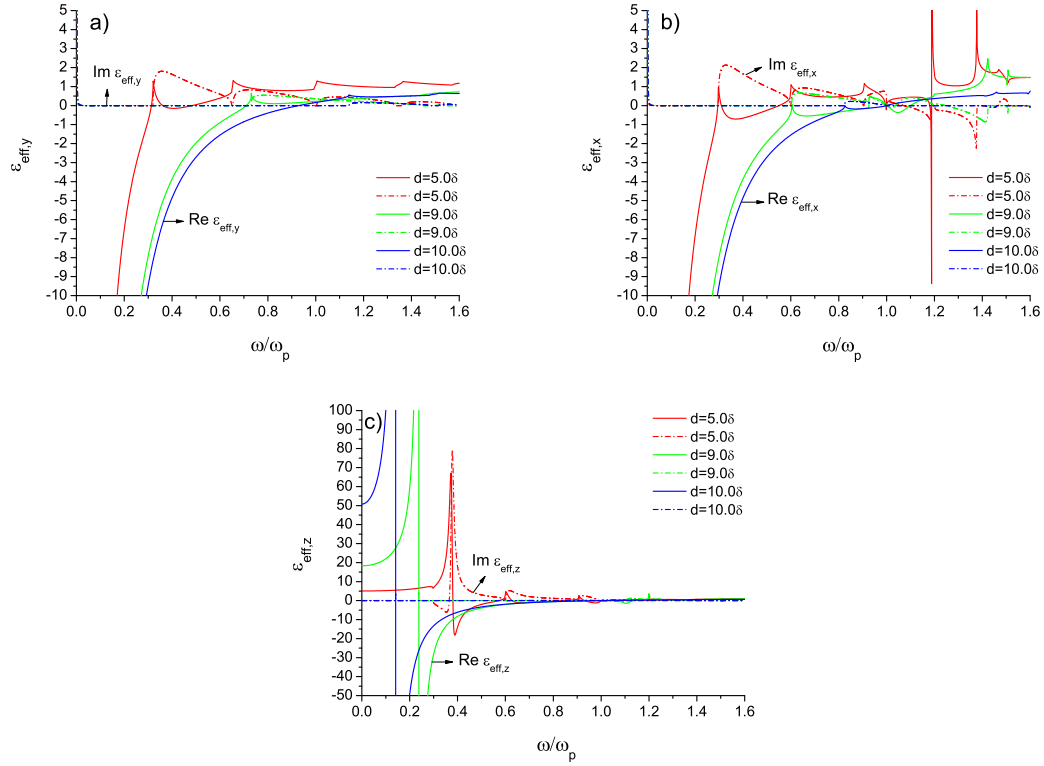 a)
5
4
3
2
1
0
-1
-2
-3
-4
-5
-6
-7
-8
-9
-10
ε_eff,y
Im ε_eff,y
Re ε_eff,y
d=5.0δ
d=5.0δ
d=9.0δ
d=9.0δ
d=10.0δ
d=10.0δ
0.0 0.2 0.4 0.6 0.8 1.0 1.2 1.4 1.6
ω/ω_p
b)
5
4
3
2
1
0
-1
-2
-3
-4
-5
-6
-7
-8
-9
-10
ε_eff,x
Im ε_eff,x
Re ε_eff,x
d=5.0δ
d=5.0δ
d=9.0δ
d=9.0δ
d=10.0δ
d=10.0δ
0.0 0.2 0.4 0.6 0.8 1.0 1.2 1.4 1.6
ω/ω_p
c)
100
90
80
70
60
50
40
30
20
10
0
-10
-20
-30
-40
-50
ε_eff,z
Im ε_eff,z
Re ε_eff,z
d=5.0δ
d=5.0δ
d=9.0δ
d=9.0δ
d=10.0δ
d=10.0δ
0.0 0.2 0.4 0.6 0.8 1.0 1.2 1.4 1.6
ω/ω_p